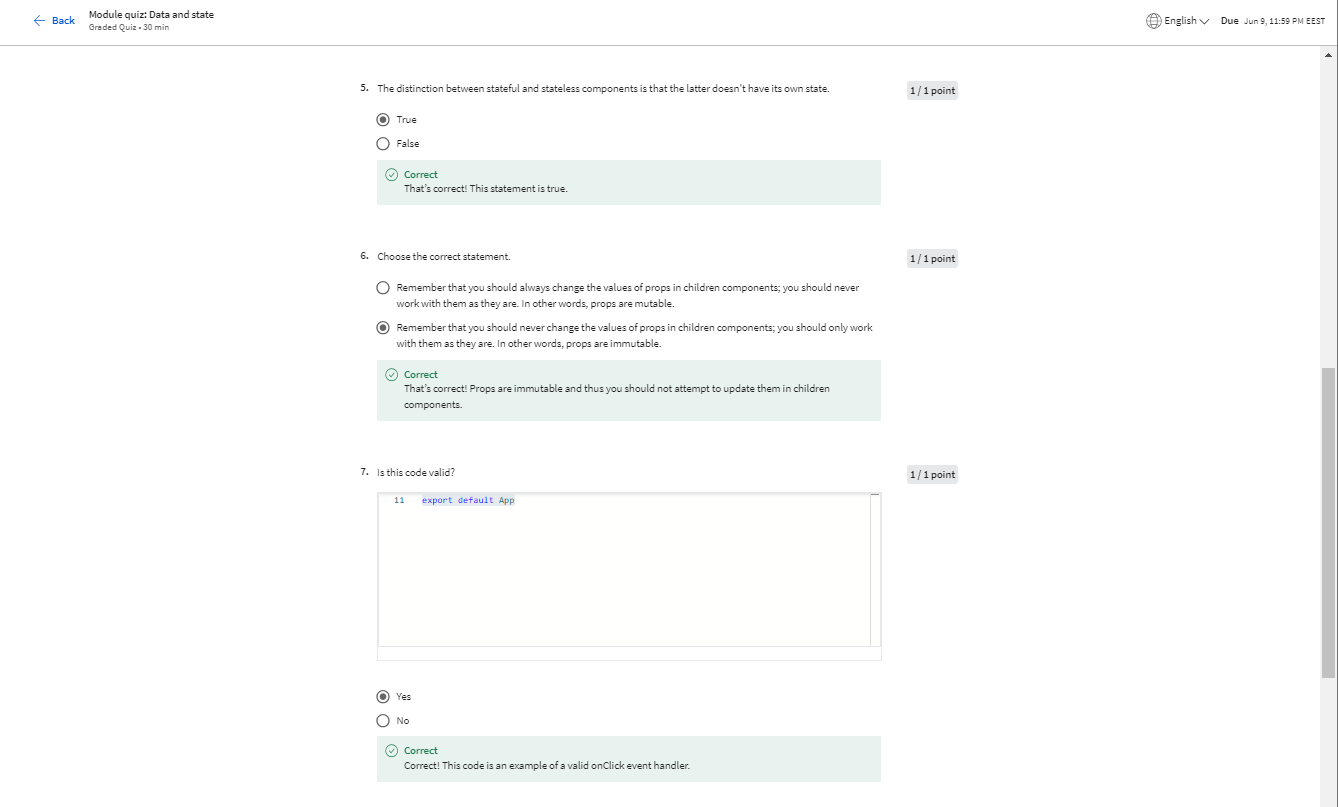 Back
Module quiz: Data and state
Graded Quiz • 30 min
English
Due Jun 9, 11:59 PM EEST
5. The distinction between stateful and stateless components is that the latter doesn't have its own state.
1 / 1 point
True
False
Correct
That's correct! This statement is true.
6. Choose the correct statement.
1 / 1 point
Remember that you should always change the values of props in children components; you should never
work with them as they are. In other words, props are mutable.
Remember that you should never change the values of props in children components; you should only work
with them as they are. In other words, props are immutable.
Correct
That's correct! Props are immutable and thus you should not attempt to update them in children
components.
7. Is this code valid?
1 / 1 point
11 export default App
Yes
No
Correct
Correct! This code is an example of a valid onClick event handler.